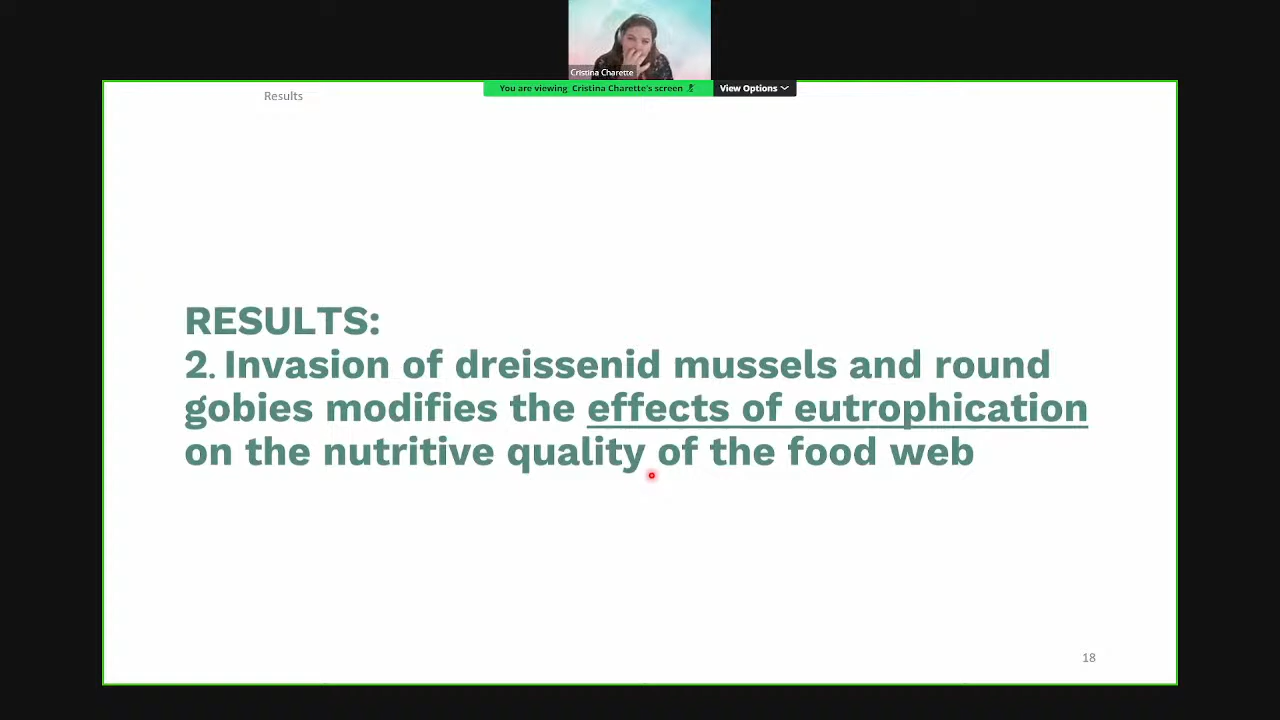 Cristina Charette
You are viewing Cristina Charette's screen
View Options
Results
RESULTS:
2. Invasion of dreissenid mussels and round
gobies modifies the effects of eutrophication
on the nutritive quality of the food web
18